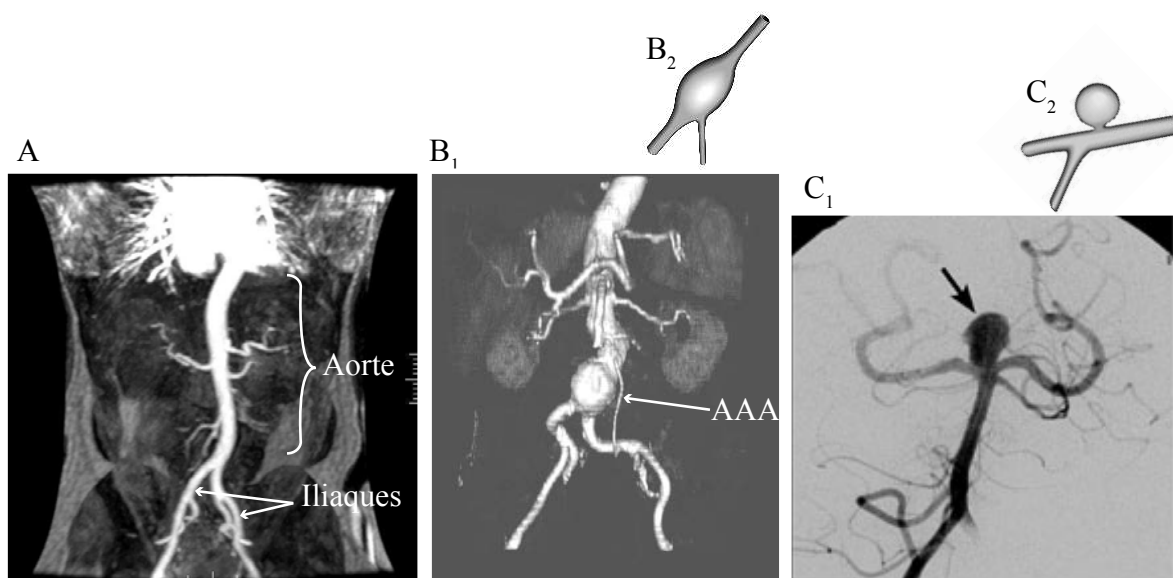 B₂
C₂
A
B₁
C₁
Aorte
AAA
Iliaques